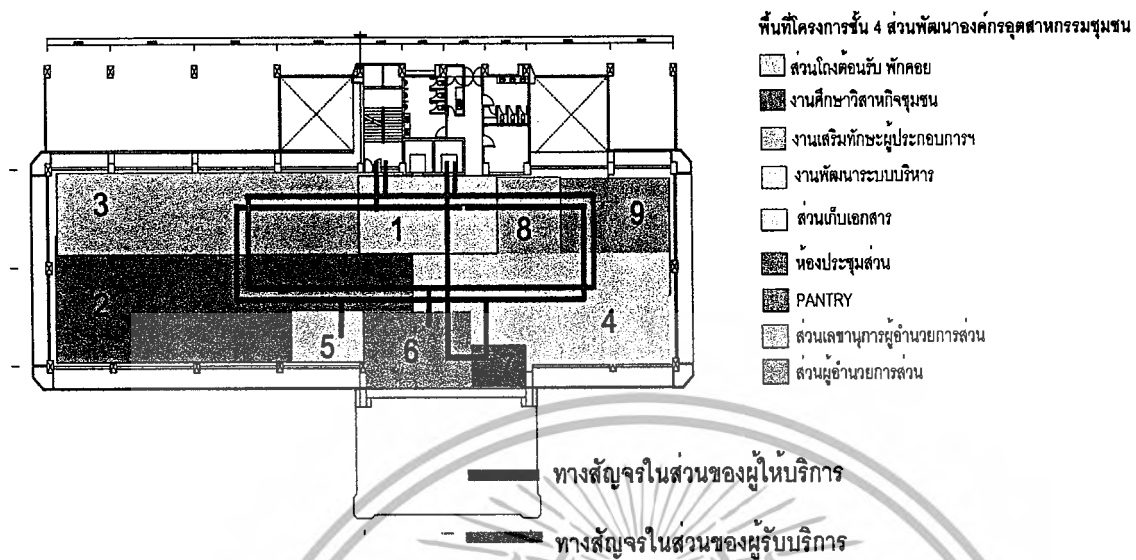 พื้นที่โครงการชั้น 4 ส่วนพัฒนาองค์กรอุตสาหกรรมชุมชน
ส่วนโถงต้อนรับ พักคอย
งานศึกษาวิสาหกิจชุมชน
งานเสริมทักษะผู้ประกอบการฯ
งานพัฒนาระบบบริหาร
ส่วนเก็บเอกสาร
ห้องประชุมส่วน
PANTRY
ส่วนเลขานุการผู้อำนวยการส่วน
ส่วนผู้อำนวยการส่วน
3
1
8
9
2
5
6
4
ทางสัญจรในส่วนของผู้ให้บริการ
ทางสัญจรในส่วนของผู้รับบริการ